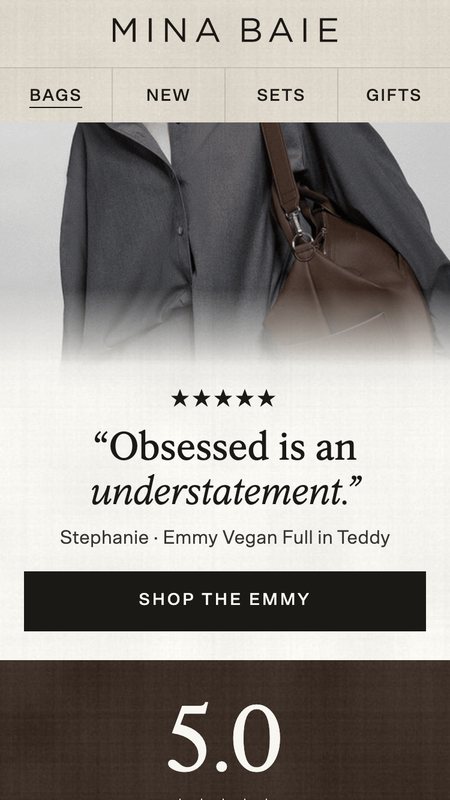 MINA BAIE
BAGS NEW SETS GIFTS
★★★★★
“Obsessed is an
understatement.”
Stephanie · Emmy Vegan Full in Teddy
SHOP THE EMMY
5.0